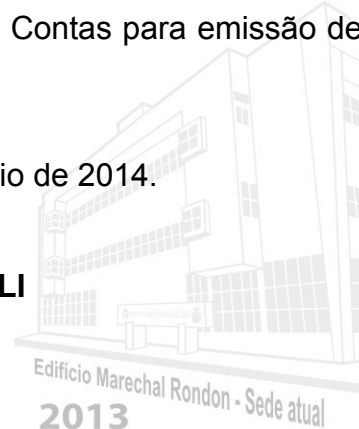 Contas para emissão de
io de 2014.
LI
Edifício Marechal Rondon - Sede atual
2013